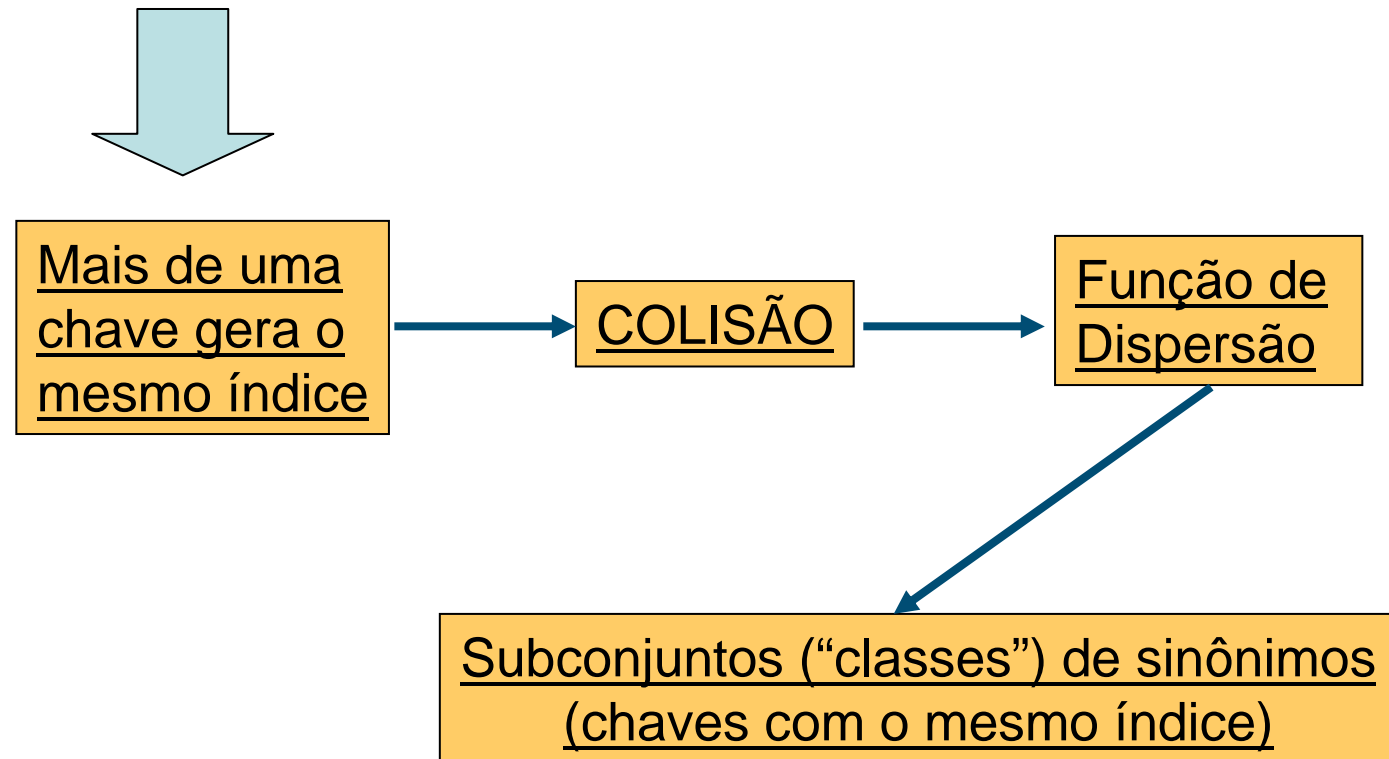 Mais de uma
chave gera o
mesmo índice
COLISÃO
Função de
Dispersão
Subconjuntos (“classes”) de sinônimos
(chaves com o mesmo índice)